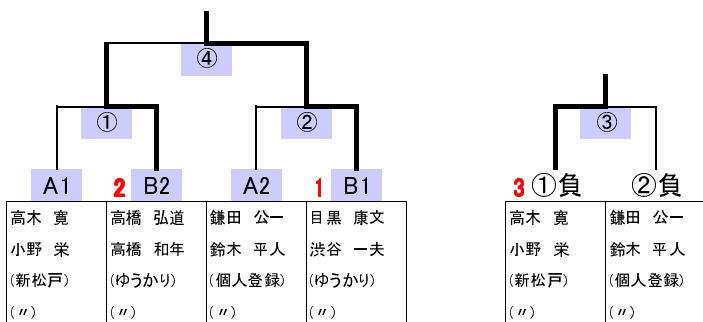 ④
① ② ③
A1 2 B2 A2 1 B1 3 ①負 ②負
高木 寛 高橋 弘道 鎌田 公一 目黒 康文 高木 寛 鎌田 公一
小野 栄 高橋 和年 鈴木 平人 渋谷 一夫 小野 栄 鈴木 平人
(新松戸) (ゆうかり) (個人登録) (ゆうかり) (新松戸) (個人登録)
(〃) (〃) (〃) (〃) (〃) (〃)